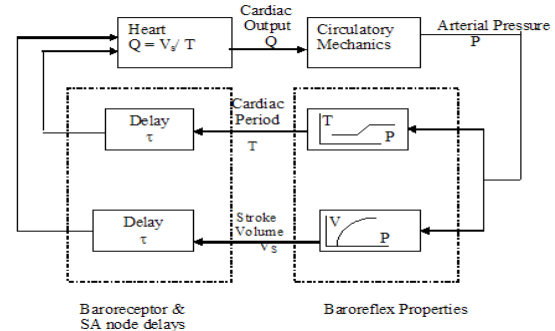 Heart
Q = Vs/ T
Cardiac
Output
Q
Circulatory
Mechanics
Arterial Pressure
P
Delay
τ
Cardiac
Period
T
T
P
Delay
τ
Stroke
Volume
Vs
V
P
Baroreceptor &
SA node delays
Baroreflex Properties